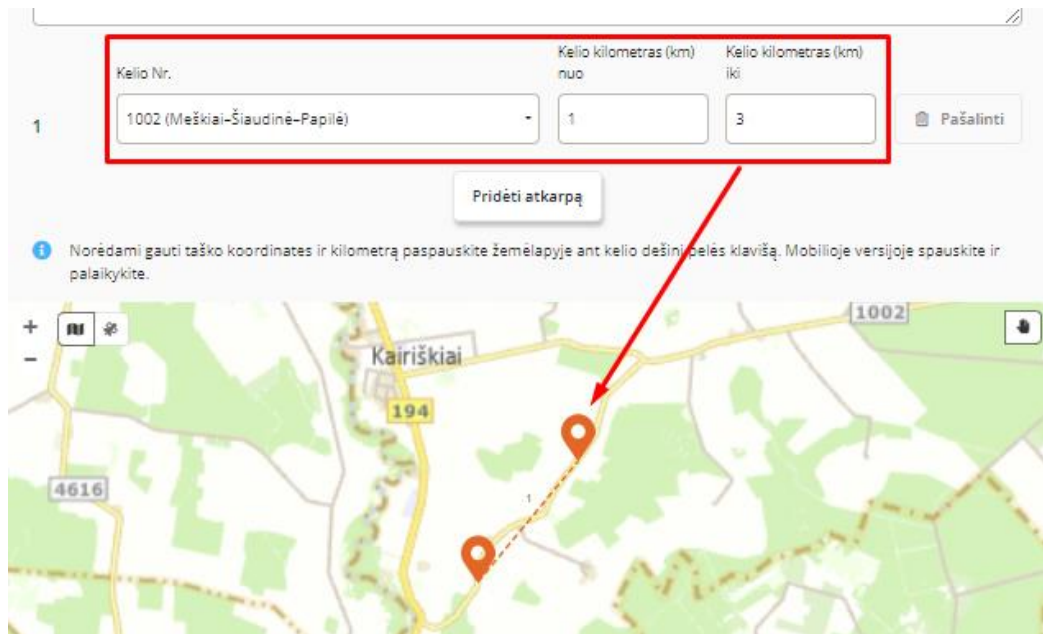 Kelio Nr.
Kelio kilometras (km)
nuo
Kelio kilometras (km)
iki
1
1002 (Meškiai–Šiaudinė–Papilė)
1
3
Pašalinti
Pridėti atkarpą
Norėdami gauti taško koordinates ir kilometrą paspauskite žemėlapyje ant kelio dešinį pelės klavišą. Mobilioje versijoje spauskite ir
palaikykite.
+
−
1002
Kairiškiai
194
4616
1